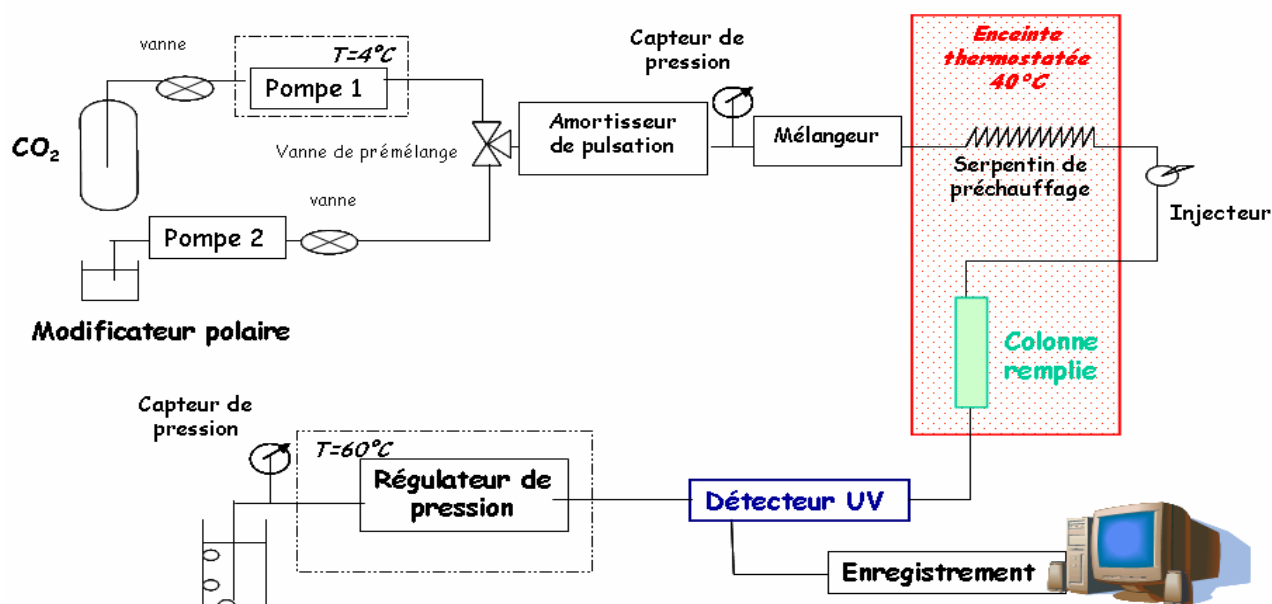 vanne
T=4°C
Pompe 1
CO₂
Vanne de prémélange
vanne
Pompe 2
Modificateur polaire
Amortisseur
de pulsation
Capteur de
pression
Mélangeur
Enceinte
thermostatée
40°C
Serpentin de
préchauffage
Injecteur
Colonne
remplie
Capteur de
pression
T=60°C
Régulateur de
pression
Détecteur UV
Enregistrement